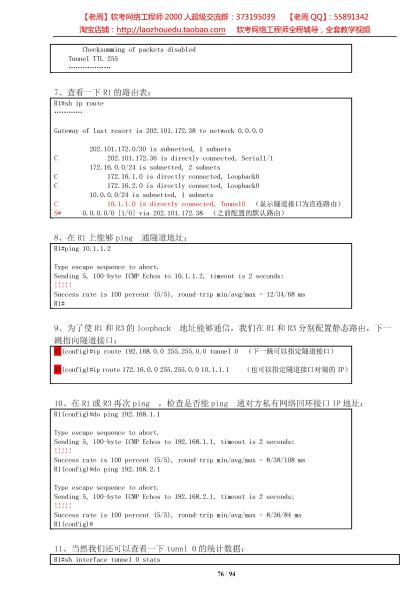 【老周】软考网络工程师 2000 人超级交流群：373195039 【老周 QQ】：55891342
淘宝店铺：http://laozhouedu.taobao.com 软考网络工程师全程辅导，全套教学视频
Checksumming of packets disabled
Tunnel TTL 255
………………
7、查看一下 R1 的路由表：
R1#sh ip route
…………
Gateway of last resort is 202.101.172.38 to network 0.0.0.0
202.101.172.0/30 is subnetted, 1 subnets
C 202.101.172.36 is directly connected, Serial1/1
172.16.0.0/24 is subnetted, 2 subnets
C 172.16.1.0 is directly connected, Loopback0
C 172.16.2.0 is directly connected, Loopback0
10.0.0.0/24 is subnetted, 1 subnets
C 10.1.1.0 is directly connected, Tunnel0 （显示隧道接口为直连路由）
S* 0.0.0.0/0 [1/0] via 202.101.172.38 （之前配置的默认路由）
8、在 R1 上能够 ping 通隧道地址：
R1#ping 10.1.1.2
Type escape sequence to abort.
Sending 5, 100-byte ICMP Echos to 10.1.1.2, timeout is 2 seconds:
!!!!!
Success rate is 100 percent (5/5), round-trip min/avg/max = 12/34/68 ms
R1#
9、为了使 R1 和 R3 的 loopback 地址能够通信，我们在 R1 和 R3 分别配置静态路由，下一
跳指向隧道接口：
(config)#ip route 192.168.0.0 255.255.0.0 tunnel 0 （下一跳可以指定隧道接口）
(config)#ip route 172.16.0.0 255.255.0.0 10.1.1.1 （也可以指定隧道接口对端的 IP）
10、在 R1 或 R3 再次 ping ，检查是否能 ping 通对方私有网络回环接口 IP 地址：
R1(config)#do ping 192.168.1.1
Type escape sequence to abort.
Sending 5, 100-byte ICMP Echos to 192.168.1.1, timeout is 2 seconds:
!!!!!
Success rate is 100 percent (5/5), round-trip min/avg/max = 8/38/108 ms
R1(config)#do ping 192.168.2.1
Type escape sequence to abort.
Sending 5, 100-byte ICMP Echos to 192.168.2.1, timeout is 2 seconds:
!!!!!
Success rate is 100 percent (5/5), round-trip min/avg/max = 8/36/84 ms
R1(config)#
11、当然我们还可以查看一下 tunnl 0 的统计数据：
R1#sh interface tunnel 0 stats
76 / 94